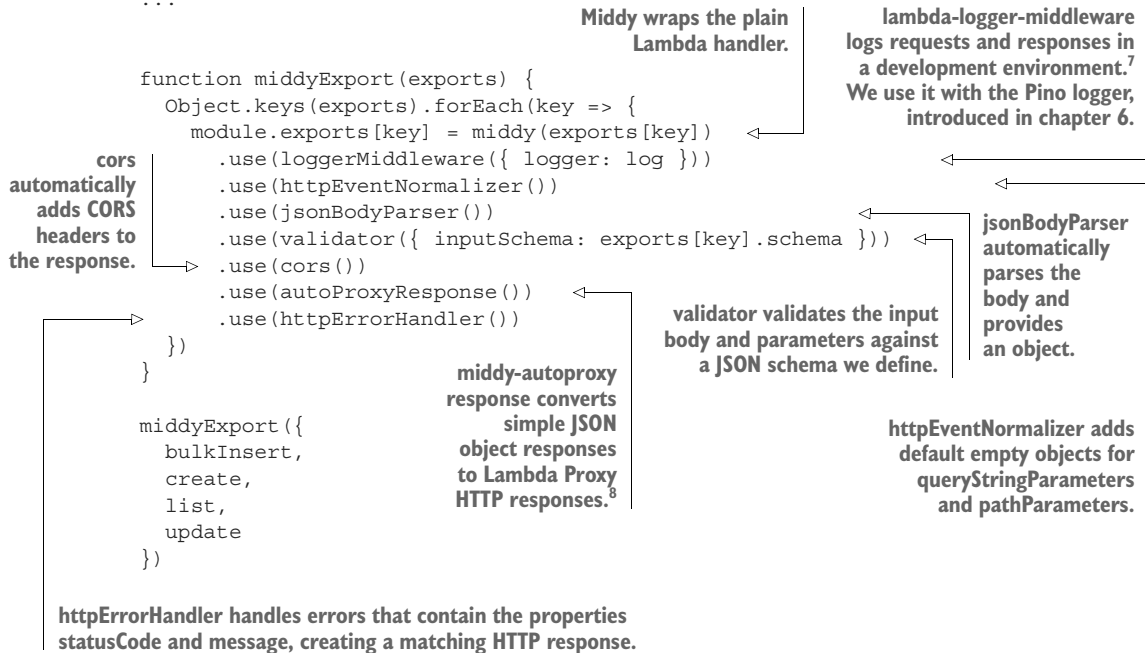 ...
Middy wraps the plain
Lambda handler.
lambda-logger-middleware
logs requests and responses in
a development environment.7
We use it with the Pino logger,
introduced in chapter 6.
function middyExport(exports) {
  Object.keys(exports).forEach(key => {
    module.exports[key] = middy(exports[key])
      .use(loggerMiddleware({ logger: log }))
      .use(httpEventNormalizer())
      .use(jsonBodyParser())
      .use(validator({ inputSchema: exports[key].schema }))
      .use(cors())
      .use(autoProxyResponse())
      .use(httpErrorHandler())
  })
}
cors
automatically
adds CORS
headers to
the response.
jsonBodyParser
automatically
parses the
body and
provides
an object.
validator validates the input
body and parameters against
a JSON schema we define.
middy-autoproxy
response converts
simple JSON
object responses
to Lambda Proxy
HTTP responses.8
httpEventNormalizer adds
default empty objects for
queryStringParameters
and pathParameters.
middyExport({
  bulkInsert,
  create,
  list,
  update
})
httpErrorHandler handles errors that contain the properties
statusCode and message, creating a matching HTTP response.